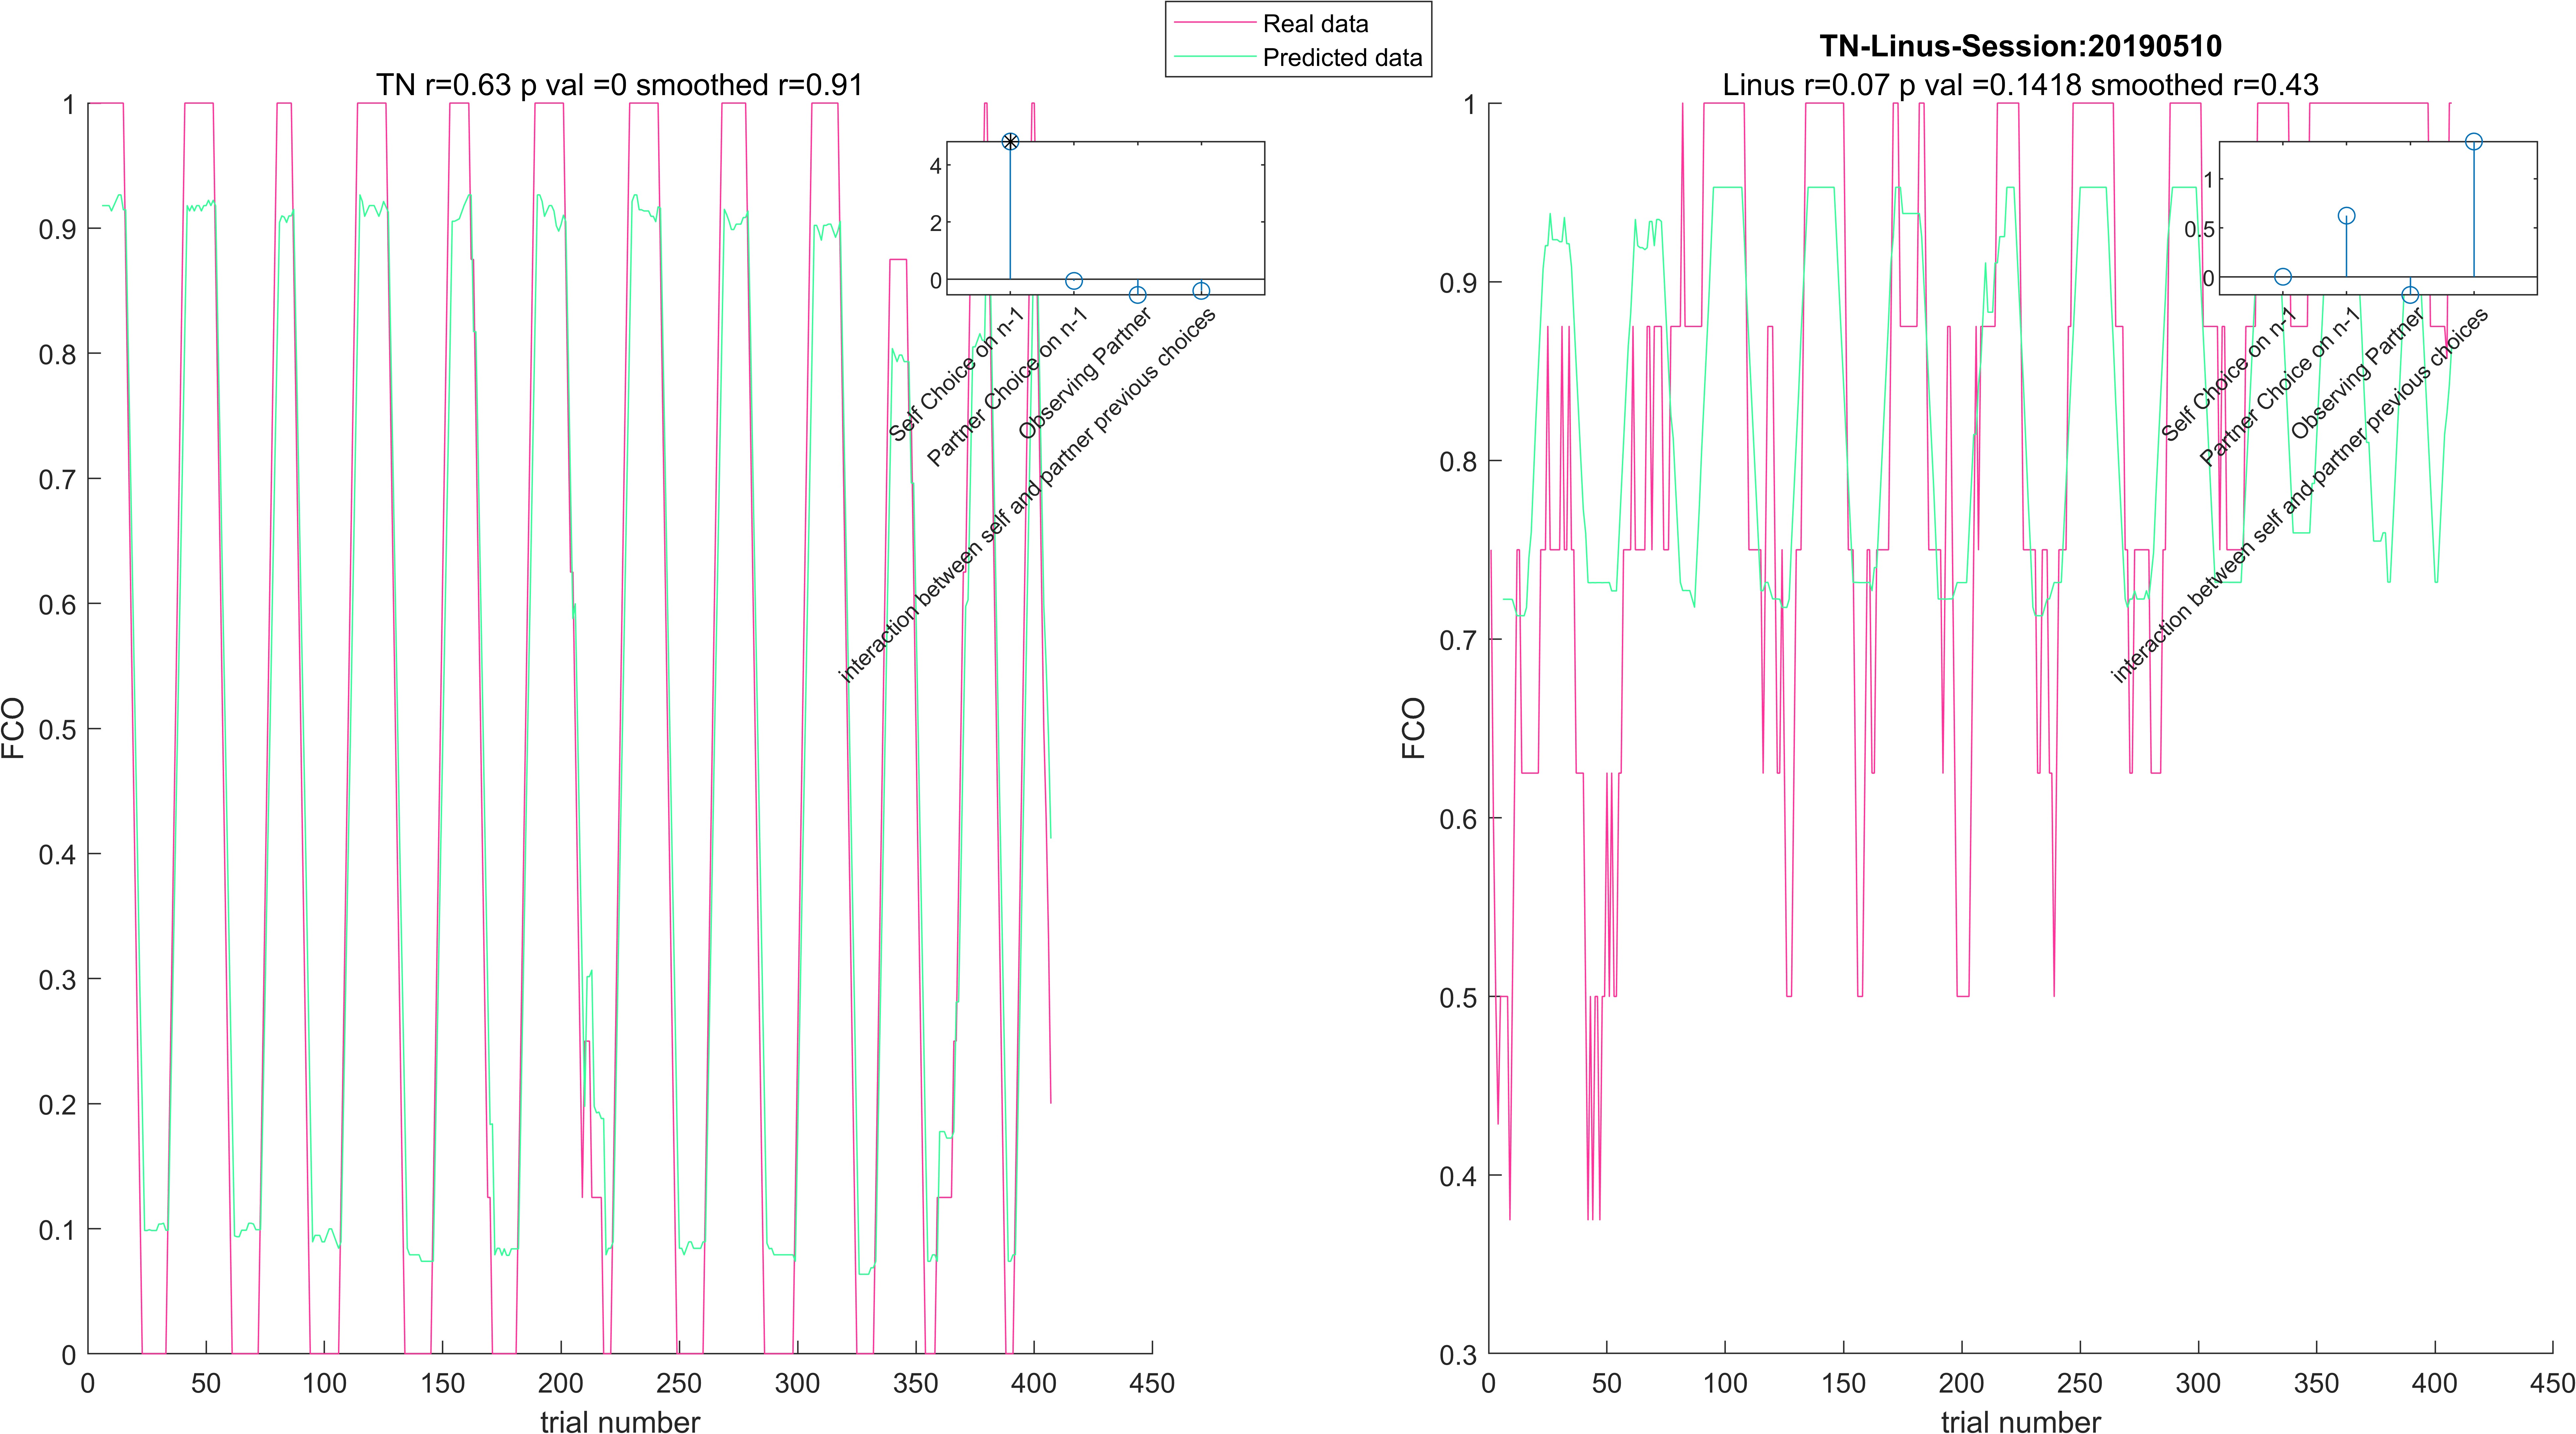 Real data
Predicted data
TN r=0.63 p val =0 smoothed r=0.91
1
0.9
0.8
0.7
0.6
0.5
0.4
0.3
0.2
0.1
0
FCO
0
50
100
150
200
250
300
350
400
450
trial number
4
2
0
Self Choice on n-1
Partner Choice on n-1
Observing Partner
interaction between self and partner previous choices
TN-Linus-Session:20190510
Linus r=0.07 p val =0.1418 smoothed r=0.43
1
0.9
0.8
0.7
0.6
0.5
0.4
0.3
FCO
0
50
100
150
200
250
300
350
400
450
trial number
1
0.5
0
Self Choice on n-1
Partner Choice on n-1
Observing Partner
interaction between self and partner previous choices